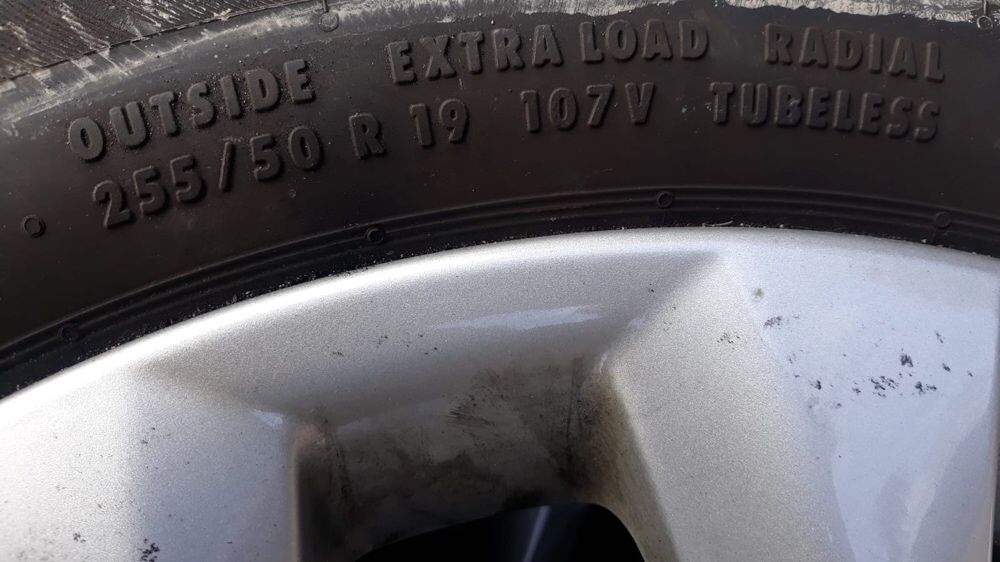 OUTSIDE EXTRA LOAD RADIAL
255/50 R 19 107V TUBELESS